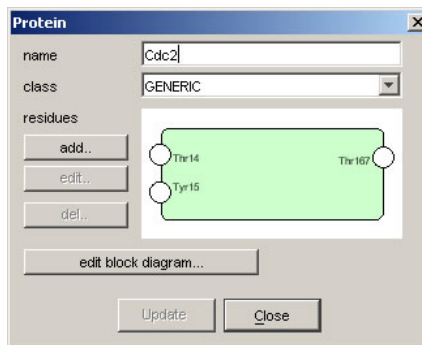 Protein
name Cdc2
class GENERIC
residues
add..
edit..
del..
Thr14 Thr167
Tyr15
edit block diagram...
Update Close